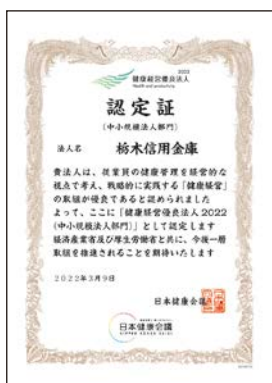 2022
健康経営優良法人
Health and productivity
認定証
(中小規模法人部門)
法人名 栃木信用金庫
貴法人は、従業員の健康管理を経営的な
視点で考え、戦略的に実践する「健康経営」
の取組が優良であると認められました
よって、ここに「健康経営優良法人2022
(中小規模法人部門)」として認定します
経済産業省及び厚生労働省と共に、今後一層
取組を推進されることを期待いたします
2022年3月9日
日本健康会議
日本健康会議
NIPPON KENKO KAIGI